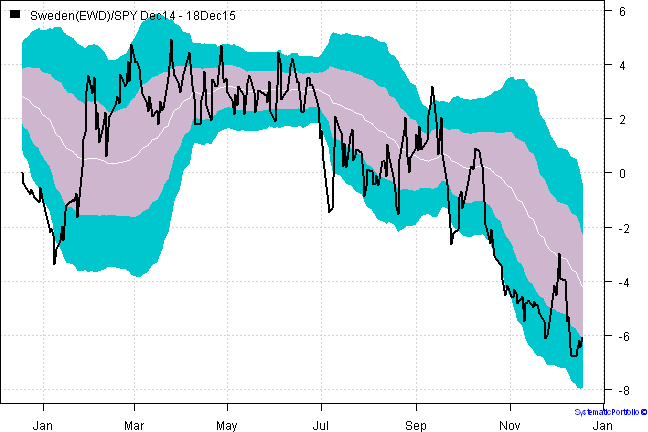 Sweden(EWD)/SPY Dec14 - 18Dec15
6
4
2
0
-2
-4
-6
-8
SystematicPortfolio ©
Jan Mar May Jul Sep Nov Jan